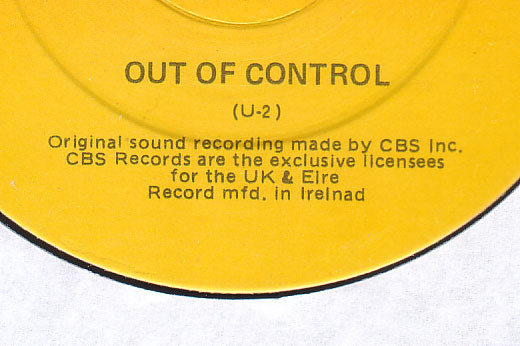 OUT OF CONTROL
(U-2)
Original sound recording made by CBS Inc.
CBS Records are the exclusive licensees
for the UK & Eire
Record mfd. in Irelnad